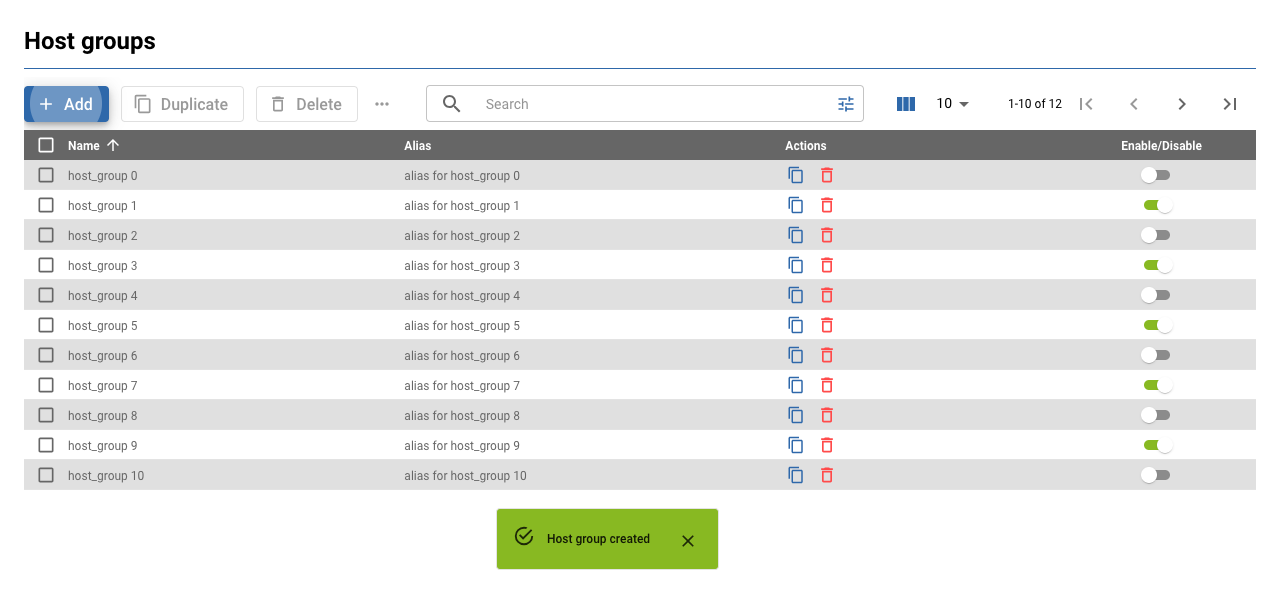 Host groups
Add Duplicate Delete Search 10 1-10 of 12
Name Alias Actions Enable/Disable
host_group 0 alias for host_group 0
host_group 1 alias for host_group 1
host_group 2 alias for host_group 2
host_group 3 alias for host_group 3
host_group 4 alias for host_group 4
host_group 5 alias for host_group 5
host_group 6 alias for host_group 6
host_group 7 alias for host_group 7
host_group 8 alias for host_group 8
host_group 9 alias for host_group 9
host_group 10 alias for host_group 10
Host group created